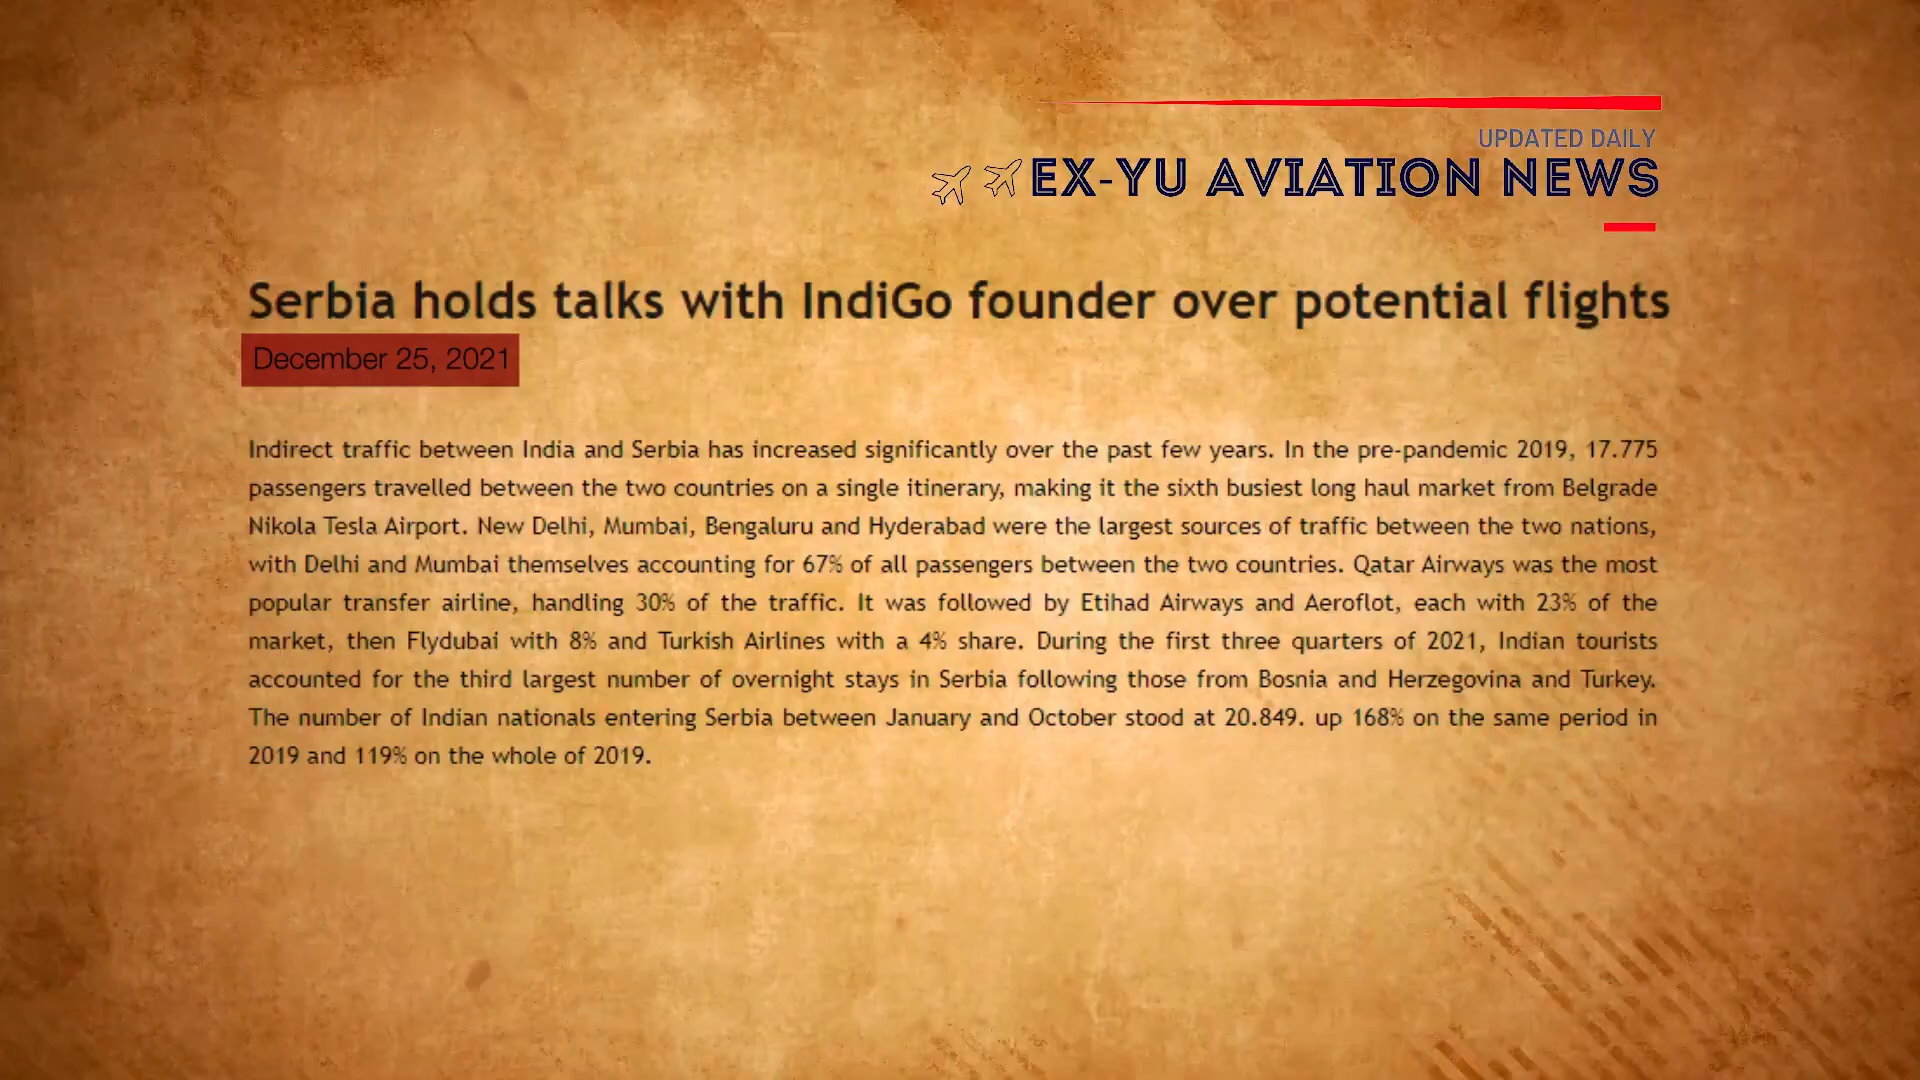 UPDATED DAILY
EX-YU AVIATION NEWS
Serbia holds talks with IndiGo founder over potential flights
December 25, 2021
Indirect traffic between India and Serbia has increased significantly over the past few years. In the pre-pandemic 2019, 17.775
passengers travelled between the two countries on a single itinerary, making it the sixth busiest long haul market from Belgrade
Nikola Tesla Airport. New Delhi, Mumbai, Bengaluru and Hyderabad were the largest sources of traffic between the two nations,
with Delhi and Mumbai themselves accounting for 67% of all passengers between the two countries. Qatar Airways was the most
popular transfer airline, handling 30% of the traffic. It was followed by Etihad Airways and Aeroflot, each with 23% of the
market, then Flydubai with 8% and Turkish Airlines with a 4% share. During the first three quarters of 2021, Indian tourists
accounted for the third largest number of overnight stays in Serbia following those from Bosnia and Herzegovina and Turkey.
The number of Indian nationals entering Serbia between January and October stood at 20.849. up 168% on the same period in
2019 and 119% on the whole of 2019.